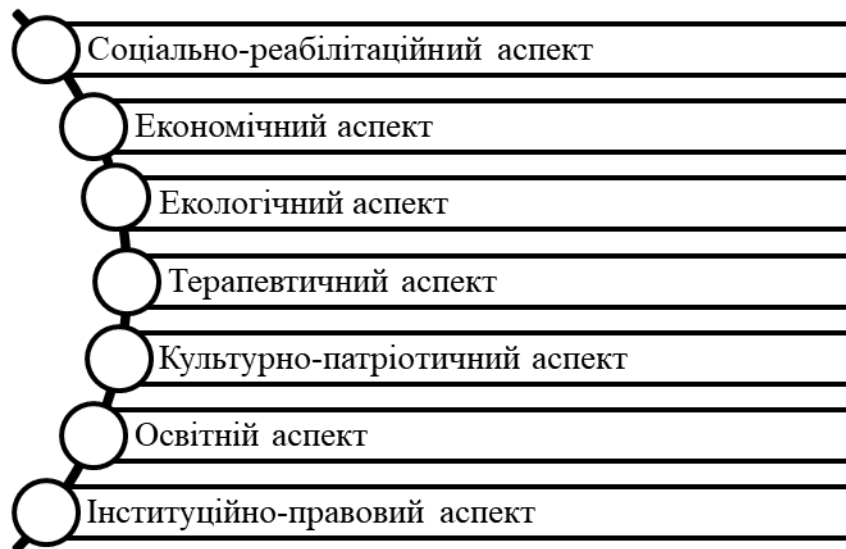 Соціально-реабілітаційний аспект
Економічний аспект
Екологічний аспект
Терапевтичний аспект
Культурно-патріотичний аспект
Освітній аспект
Інституційно-правовий аспект